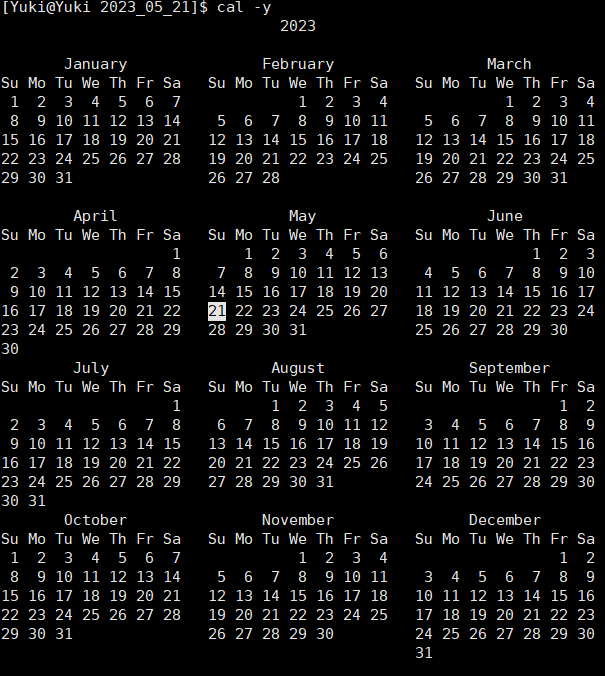 [Yuki@Yuki 2023_05_21]$ cal -y
                               2023

       January               February                 March
Su Mo Tu We Th Fr Sa   Su Mo Tu We Th Fr Sa   Su Mo Tu We Th Fr Sa
 1  2  3  4  5  6  7             1  2  3  4             1  2  3  4
 8  9 10 11 12 13 14    5  6  7  8  9 10 11    5  6  7  8  9 10 11
15 16 17 18 19 20 21   12 13 14 15 16 17 18   12 13 14 15 16 17 18
22 23 24 25 26 27 28   19 20 21 22 23 24 25   19 20 21 22 23 24 25
29 30 31               26 27 28               26 27 28 29 30 31

        April                   May                   June
Su Mo Tu We Th Fr Sa   Su Mo Tu We Th Fr Sa   Su Mo Tu We Th Fr Sa
                   1       1  2  3  4  5  6                1  2  3
 2  3  4  5  6  7  8    7  8  9 10 11 12 13    4  5  6  7  8  9 10
 9 10 11 12 13 14 15   14 15 16 17 18 19 20   11 12 13 14 15 16 17
16 17 18 19 20 21 22   21 22 23 24 25 26 27   18 19 20 21 22 23 24
23 24 25 26 27 28 29   28 29 30 31            25 26 27 28 29 30
30
        July                  August                September
Su Mo Tu We Th Fr Sa   Su Mo Tu We Th Fr Sa   Su Mo Tu We Th Fr Sa
                   1          1  2  3  4  5                   1  2
 2  3  4  5  6  7  8    6  7  8  9 10 11 12    3  4  5  6  7  8  9
 9 10 11 12 13 14 15   13 14 15 16 17 18 19   10 11 12 13 14 15 16
16 17 18 19 20 21 22   20 21 22 23 24 25 26   17 18 19 20 21 22 23
23 24 25 26 27 28 29   27 28 29 30 31         24 25 26 27 28 29 30
30 31
       October               November               December
Su Mo Tu We Th Fr Sa   Su Mo Tu We Th Fr Sa   Su Mo Tu We Th Fr Sa
 1  2  3  4  5  6  7             1  2  3  4                   1  2
 8  9 10 11 12 13 14    5  6  7  8  9 10 11    3  4  5  6  7  8  9
15 16 17 18 19 20 21   12 13 14 15 16 17 18   10 11 12 13 14 15 16
22 23 24 25 26 27 28   19 20 21 22 23 24 25   17 18 19 20 21 22 23
29 30 31               26 27 28 29 30         24 25 26 27 28 29 30
                                              31